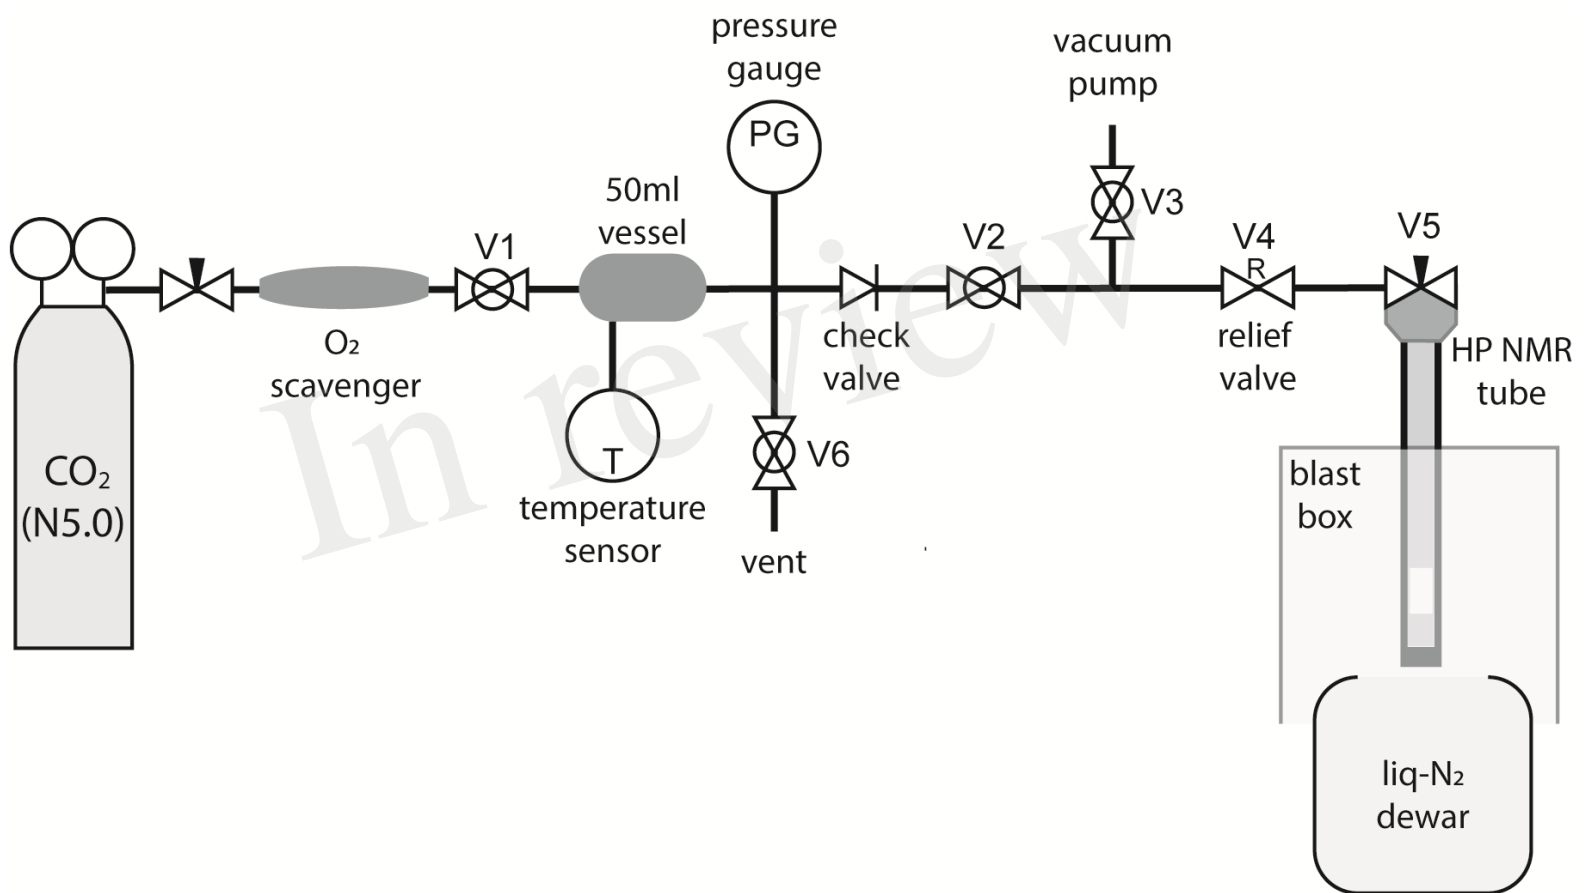 pressure
gauge
PG
vacuum
pump
V3
50ml
vessel
V1
V2
V4
R
V5
O₂
scavenger
check
valve
relief
valve
HP NMR
tube
T
temperature
sensor
V6
vent
CO₂
(N5.0)
blast
box
liq-N₂
dewar
In review